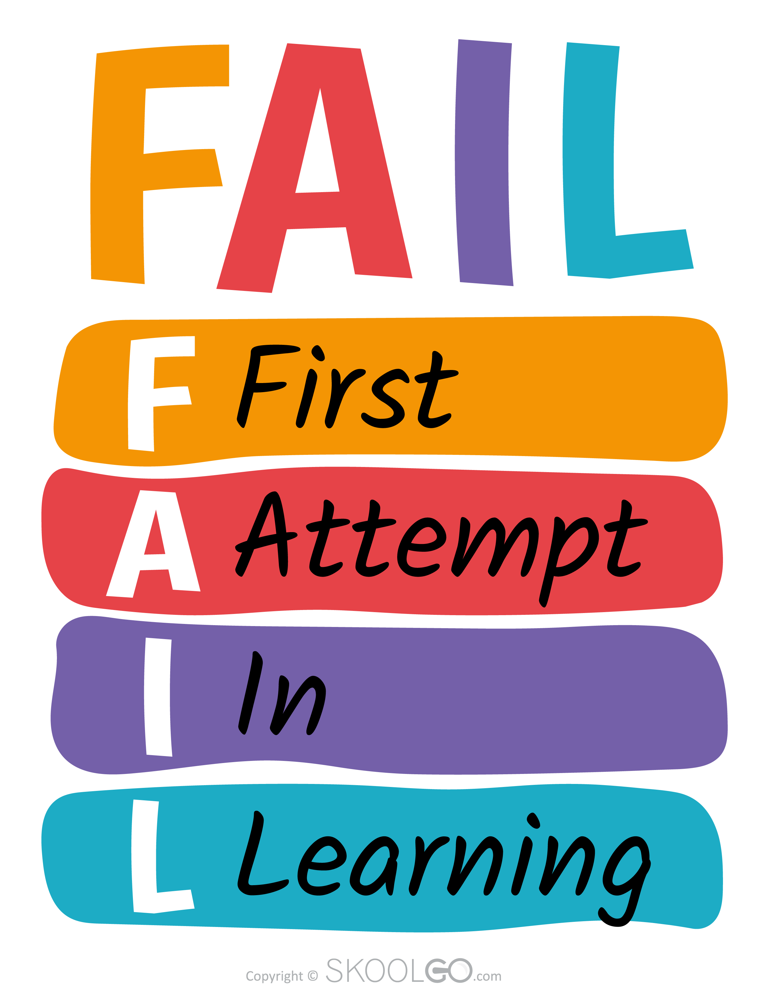 FAIL
F First
A Attempt
I In
L Learning
Copyright © SKOOLGO.com